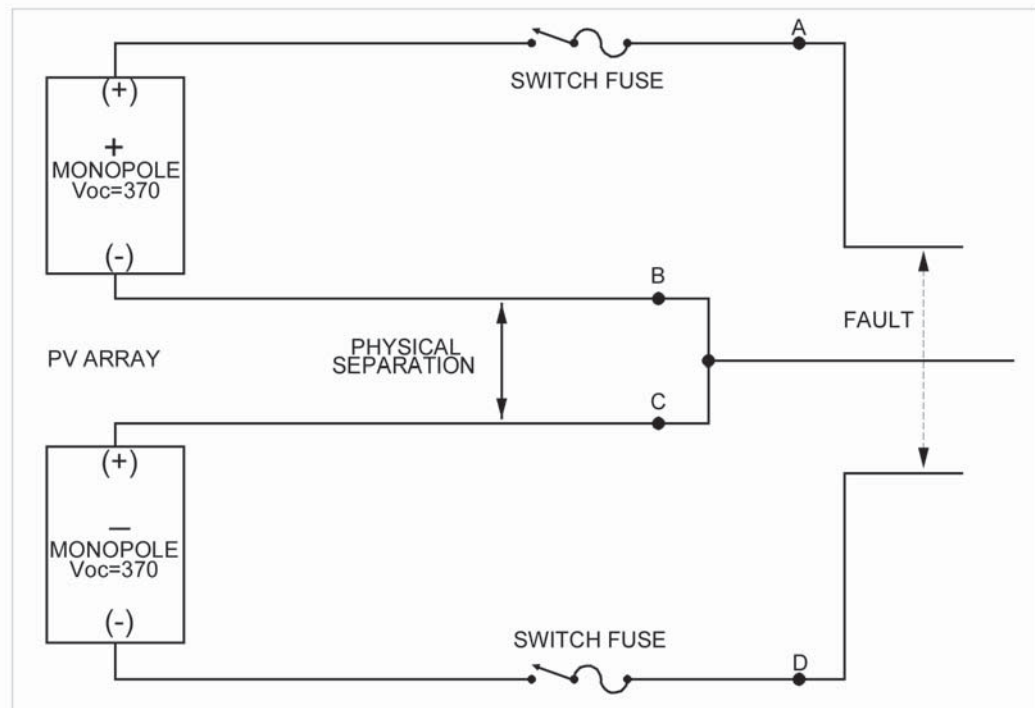 A
SWITCH FUSE
(+)
+
MONOPOLE
Voc=370
(-)
B
FAULT
PV ARRAY
PHYSICAL
SEPARATION
C
(+)
–
MONOPOLE
Voc=370
(-)
SWITCH FUSE
D